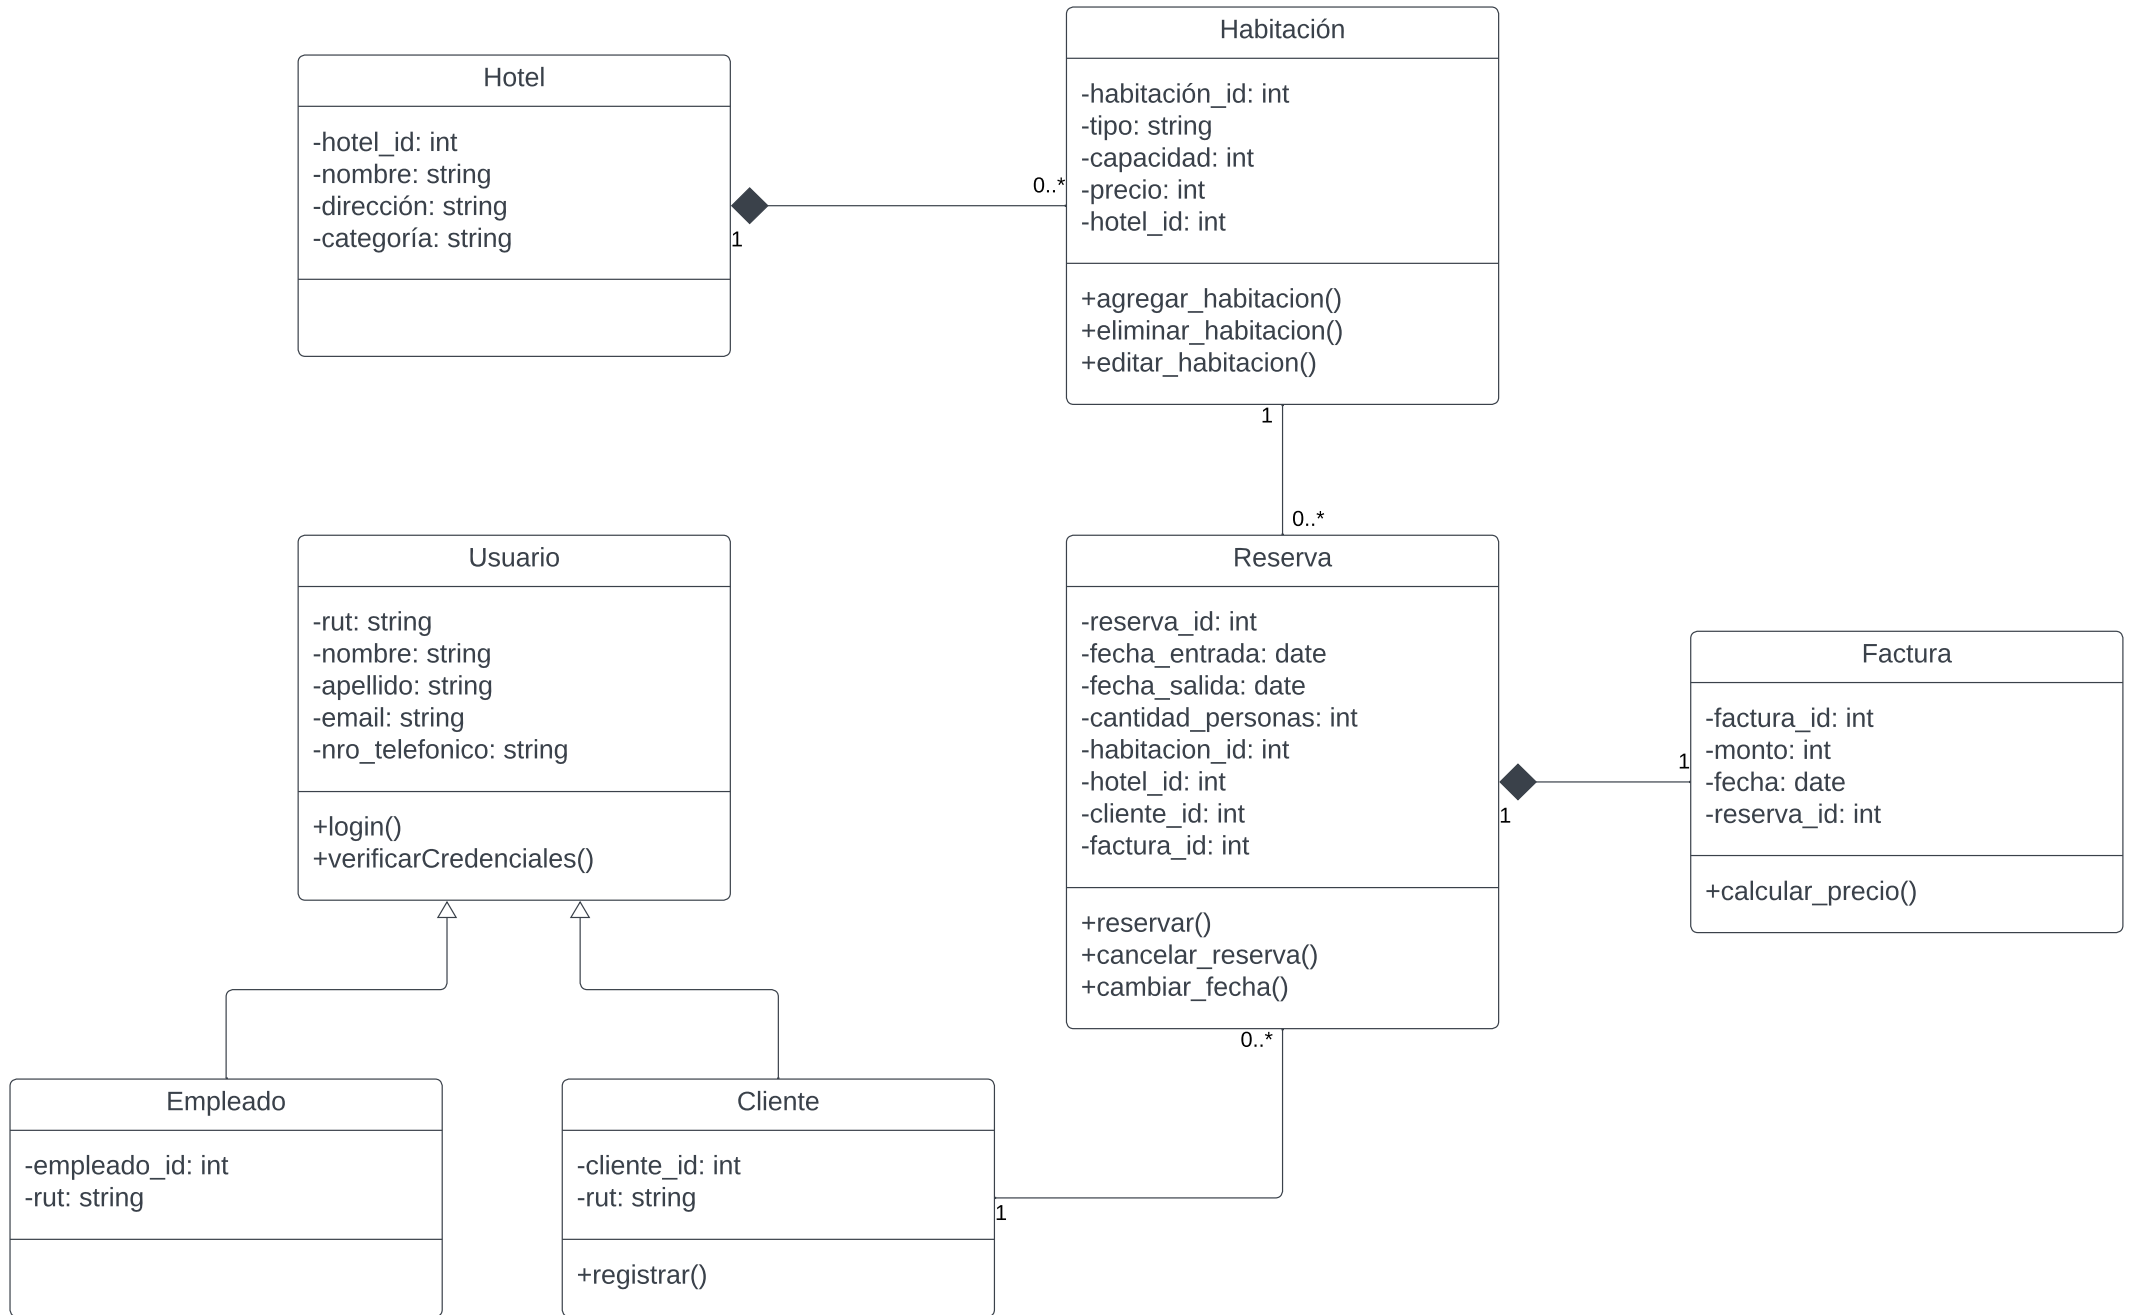 Hotel
-hotel_id: int
-nombre: string
-dirección: string
-categoría: string
1
0..*
Habitación
-habitación_id: int
-tipo: string
-capacidad: int
-precio: int
-hotel_id: int
+agregar_habitacion()
+eliminar_habitacion()
+editar_habitacion()
1
0..*
Usuario
-rut: string
-nombre: string
-apellido: string
-email: string
-nro_telefonico: string
+login()
+verificarCredenciales()
Reserva
-reserva_id: int
-fecha_entrada: date
-fecha_salida: date
-cantidad_personas: int
-habitacion_id: int
-hotel_id: int
-cliente_id: int
-factura_id: int
+reservar()
+cancelar_reserva()
+cambiar_fecha()
1
1
Factura
-factura_id: int
-monto: int
-fecha: date
-reserva_id: int
+calcular_precio()
0..*
Empleado
-empleado_id: int
-rut: string
Cliente
-cliente_id: int
-rut: string
+registrar()
1